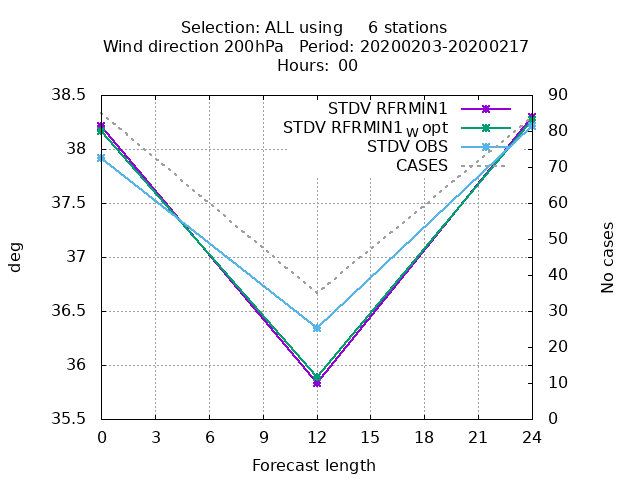 Selection: ALL using     6 stations
Wind direction 200hPa   Period: 20200203-20200217
Hours:  00
STDV RFRMIN1
STDV RFRMIN1w opt
STDV OBS
CASES
38.5
38
37.5
37
36.5
36
35.5
deg
90
80
70
60
50
40
30
20
10
0
No cases
0 3 6 9 12 15 18 21 24
Forecast length